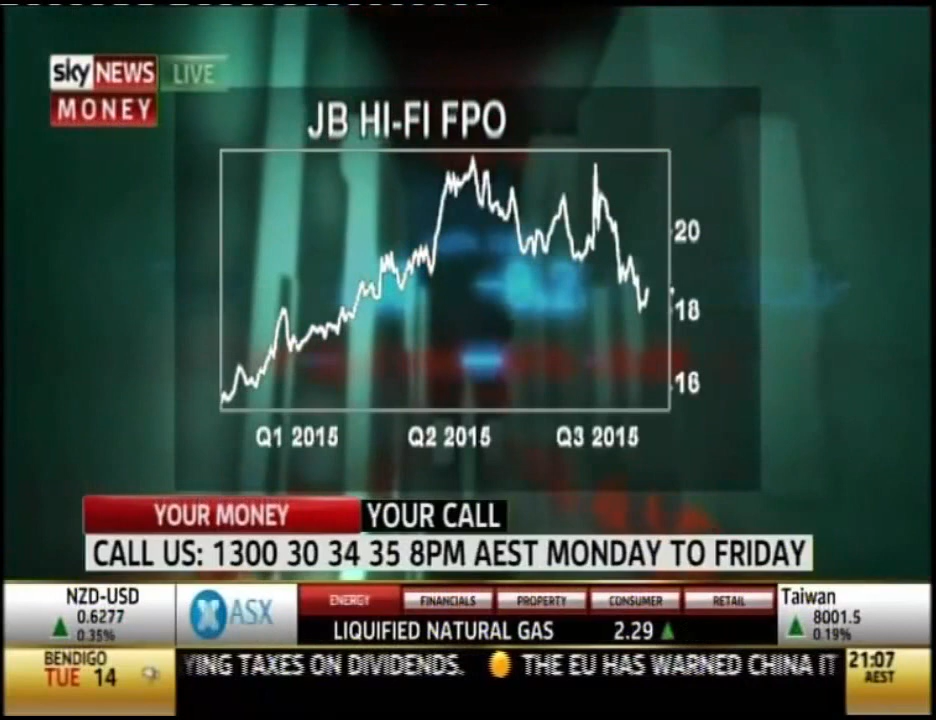 sky NEWS LIVE
MONEY
JB HI-FI FPO
20
18
16
Q1 2015 Q2 2015 Q3 2015
YOUR MONEY YOUR CALL
CALL US: 1300 30 34 35 8PM AEST MONDAY TO FRIDAY
NZD-USD
0.6277
0.35%
ASX
ENERGY FINANCIALS PROPERTY CONSUMER RETAIL
LIQUIFIED NATURAL GAS 2.29
Taiwan
8001.5
0.19%
BENDIGO
TUE 14
YING TAXES ON DIVIDENDS. THE EU HAS WARNED CHINA IT
21:07
AEST